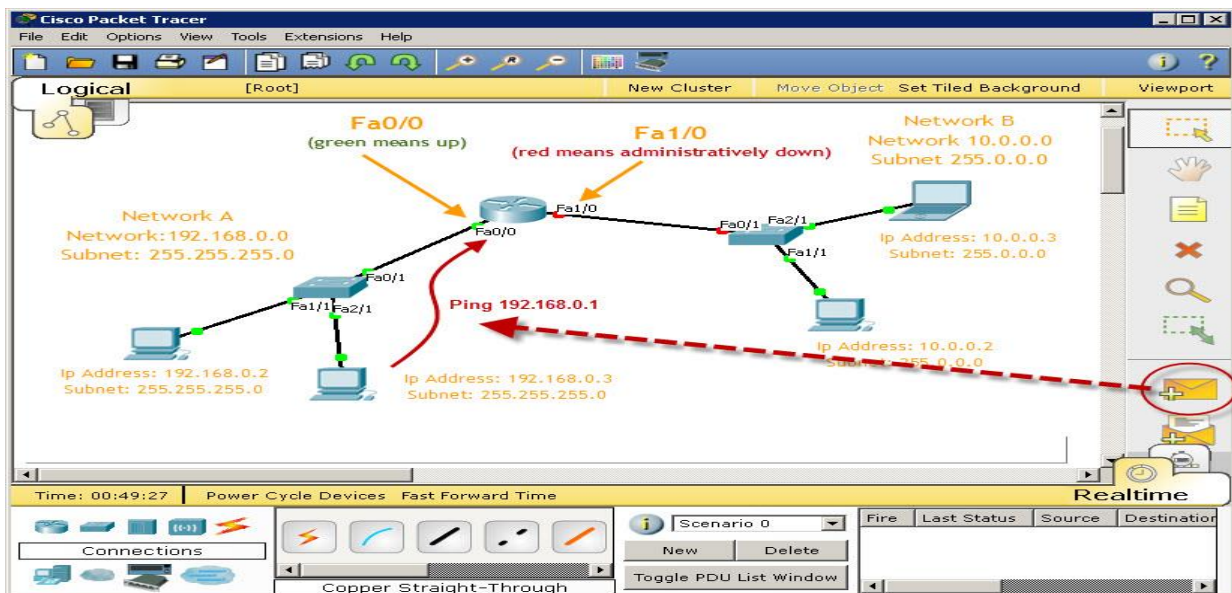 Cisco Packet Tracer
File Edit Options View Tools Extensions Help
Logical [Root] New Cluster Move Object Set Tiled Background Viewport
Fa0/0
(green means up)
Fa1/0
(red means administratively down)
Network B
Network 10.0.0.0
Subnet 255.0.0.0
Network A
Network:192.168.0.0
Subnet: 255.255.255.0
Fa1/0
Fa0/0
Fa0/1
Fa2/1
Fa1/1
Ip Address: 10.0.0.3
Subnet: 255.0.0.0
Fa0/1
Fa1/1
Fa2/1
Ping 192.168.0.1
Ip Address: 192.168.0.2
Subnet: 255.255.255.0
Ip Address: 192.168.0.3
Subnet: 255.255.255.0
Ip Address: 10.0.0.2
Subnet: 255.0.0.0
Time: 00:49:27 Power Cycle Devices Fast Forward Time Realtime
Connections
Copper Straight-Through
Scenario 0
New Delete
Toggle PDU List Window
Fire Last Status Source Destination